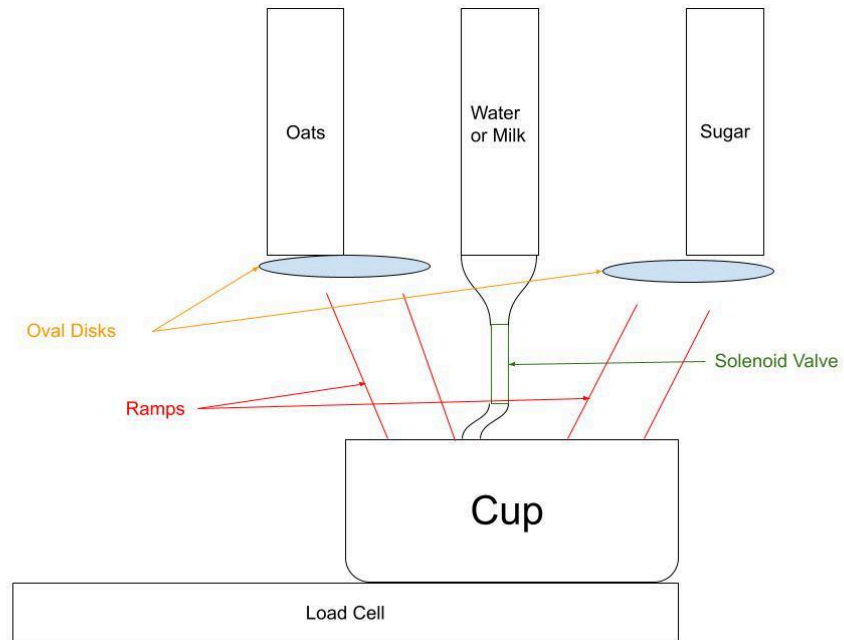 Oats
Water
or Milk
Sugar
Oval Disks
Solenoid Valve
Ramps
Cup
Load Cell